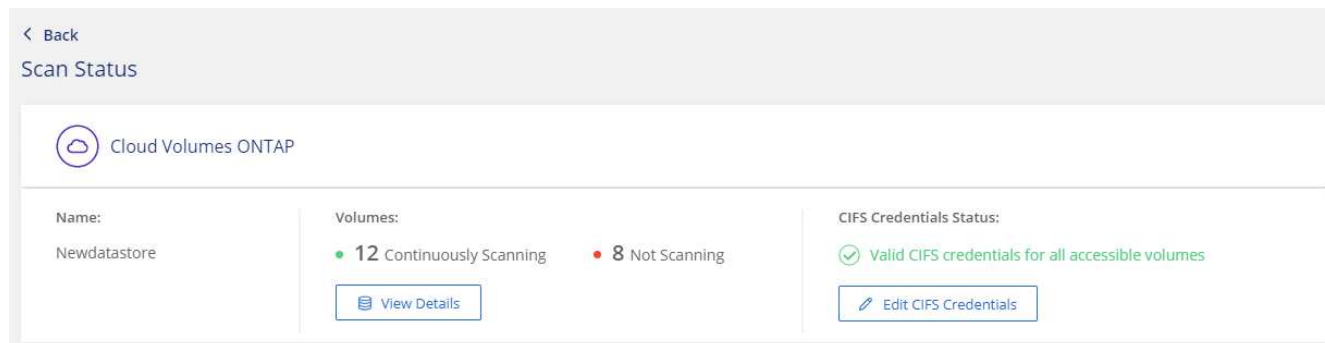 Back
Scan Status
Cloud Volumes ONTAP
Name:
Newdatastore
Volumes:
12 Continuously Scanning 8 Not Scanning
View Details
CIFS Credentials Status:
Valid CIFS credentials for all accessible volumes
Edit CIFS Credentials